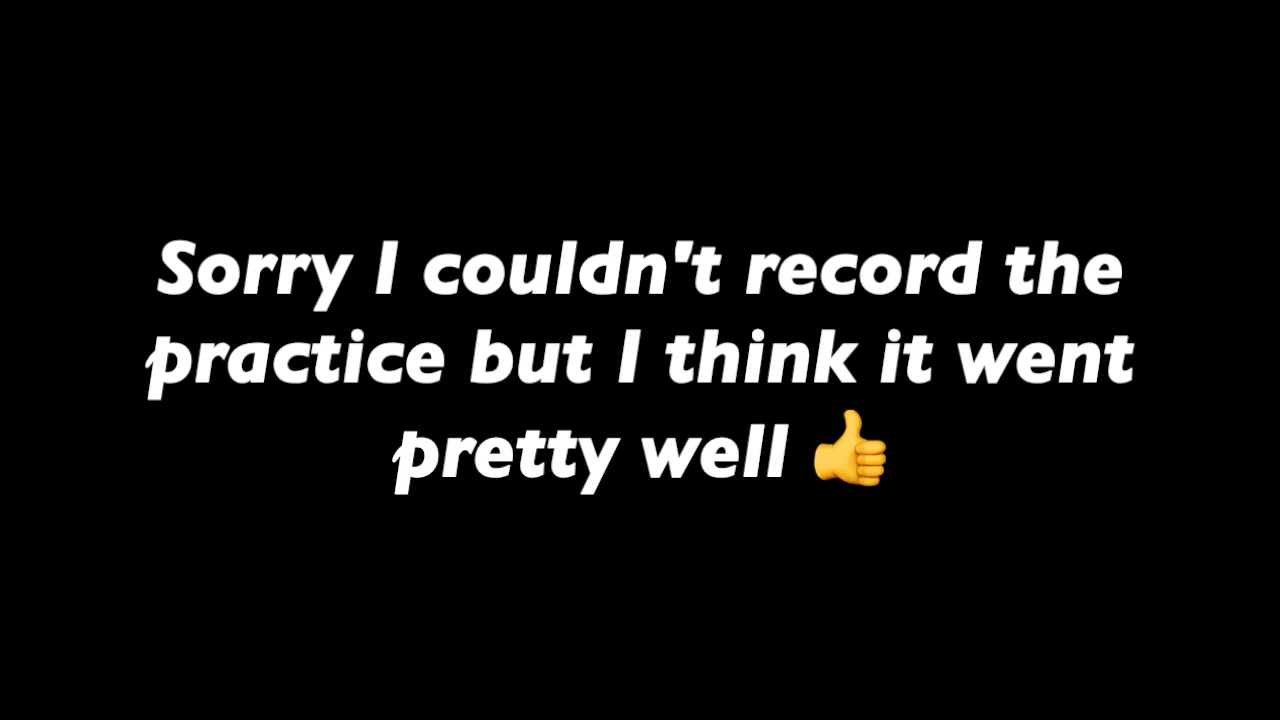 Sorry I couldn't record the
practice but I think it went
pretty well 👍